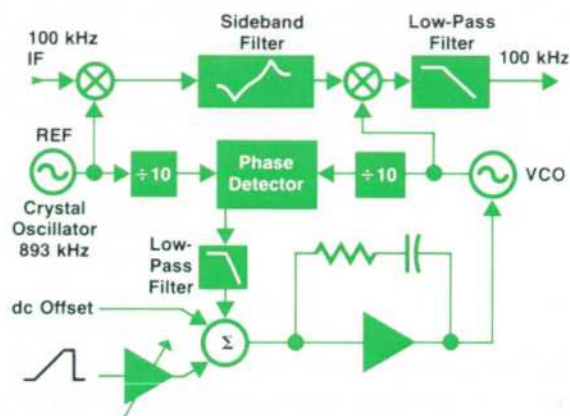 Sideband
Filter
Low-Pass
Filter
100 kHz
IF
100 kHz
REF
÷10
Phase
Detector
÷10
VCO
Crystal
Oscillator
893 kHz
Low-
Pass
Filter
dc Offset
Σ